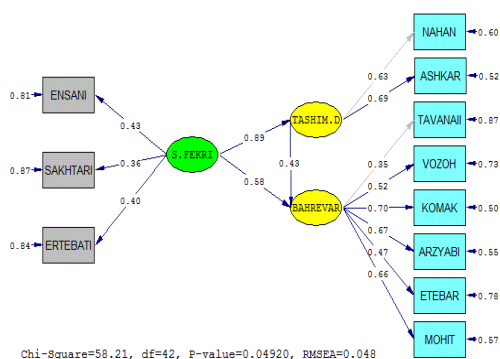 NAHAN
0.60
ASHKAR
0.52
0.63
0.69
0.81
ENSANI
TASHIM.D
TAVANAII
0.87
0.43
0.89
0.35
S.FEKRI
VOZOH
0.73
0.87
SAKHTARI
0.36
0.43
0.52
0.58
0.70
KOMAK
0.50
0.40
BAHREVAR
0.67
0.47
0.66
0.84
ERTEBATI
ARZYABI
0.55
ETEBAR
0.78
MOHIT
0.57
Chi-Square=58.21, df=42, P-value=0.04920, RMSEA=0.048